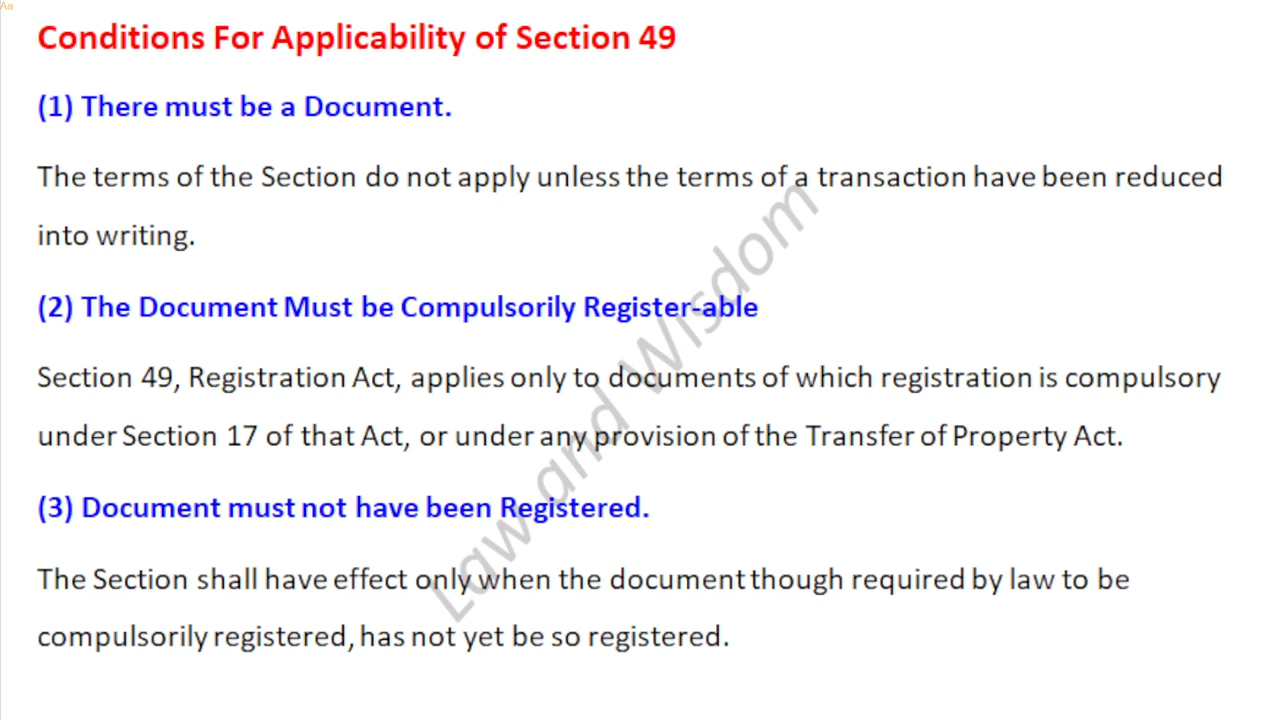 Aa
Conditions For Applicability of Section 49
(1) There must be a Document.
The terms of the Section do not apply unless the terms of a transaction have been reduced
into writing.
(2) The Document Must be Compulsorily Register-able
Section 49, Registration Act, applies only to documents of which registration is compulsory
under Section 17 of that Act, or under any provision of the Transfer of Property Act.
(3) Document must not have been Registered.
The Section shall have effect only when the document though required by law to be
compulsorily registered, has not yet be so registered.
Law and Wisdom